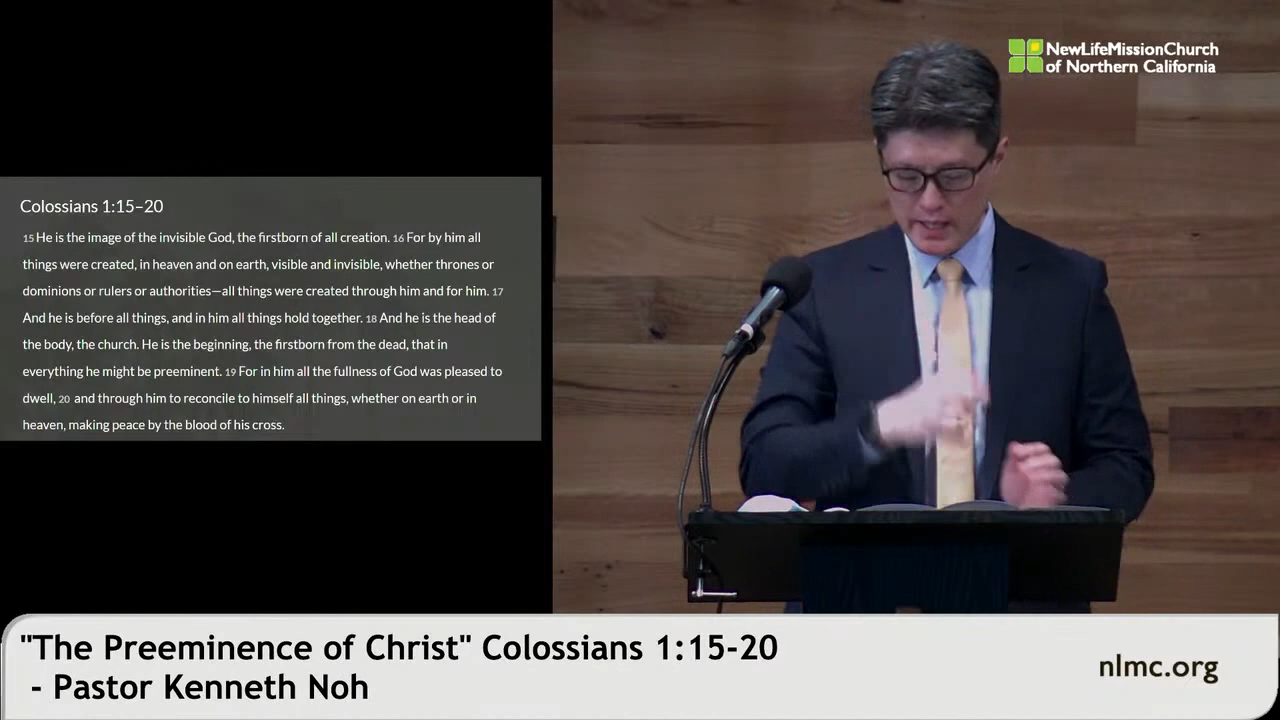 NewLifeMissionChurch
of Northern California
Colossians 1:15–20
15 He is the image of the invisible God, the firstborn of all creation. 16 For by him all
things were created, in heaven and on earth, visible and invisible, whether thrones or
dominions or rulers or authorities—all things were created through him and for him. 17
And he is before all things, and in him all things hold together. 18 And he is the head of
the body, the church. He is the beginning, the firstborn from the dead, that in
everything he might be preeminent. 19 For in him all the fullness of God was pleased to
dwell, 20 and through him to reconcile to himself all things, whether on earth or in
heaven, making peace by the blood of his cross.
"The Preeminence of Christ" Colossians 1:15-20
- Pastor Kenneth Noh
nlmc.org